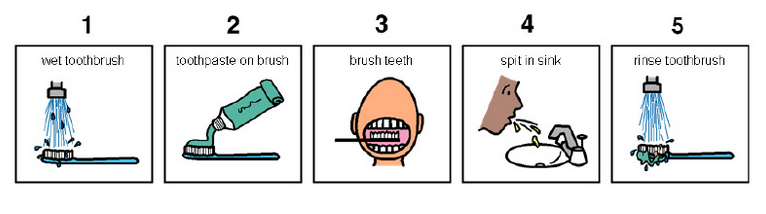 1 2 3 4 5
wet toothbrush
toothpaste on brush
brush teeth
spit in sink
rinse toothbrush